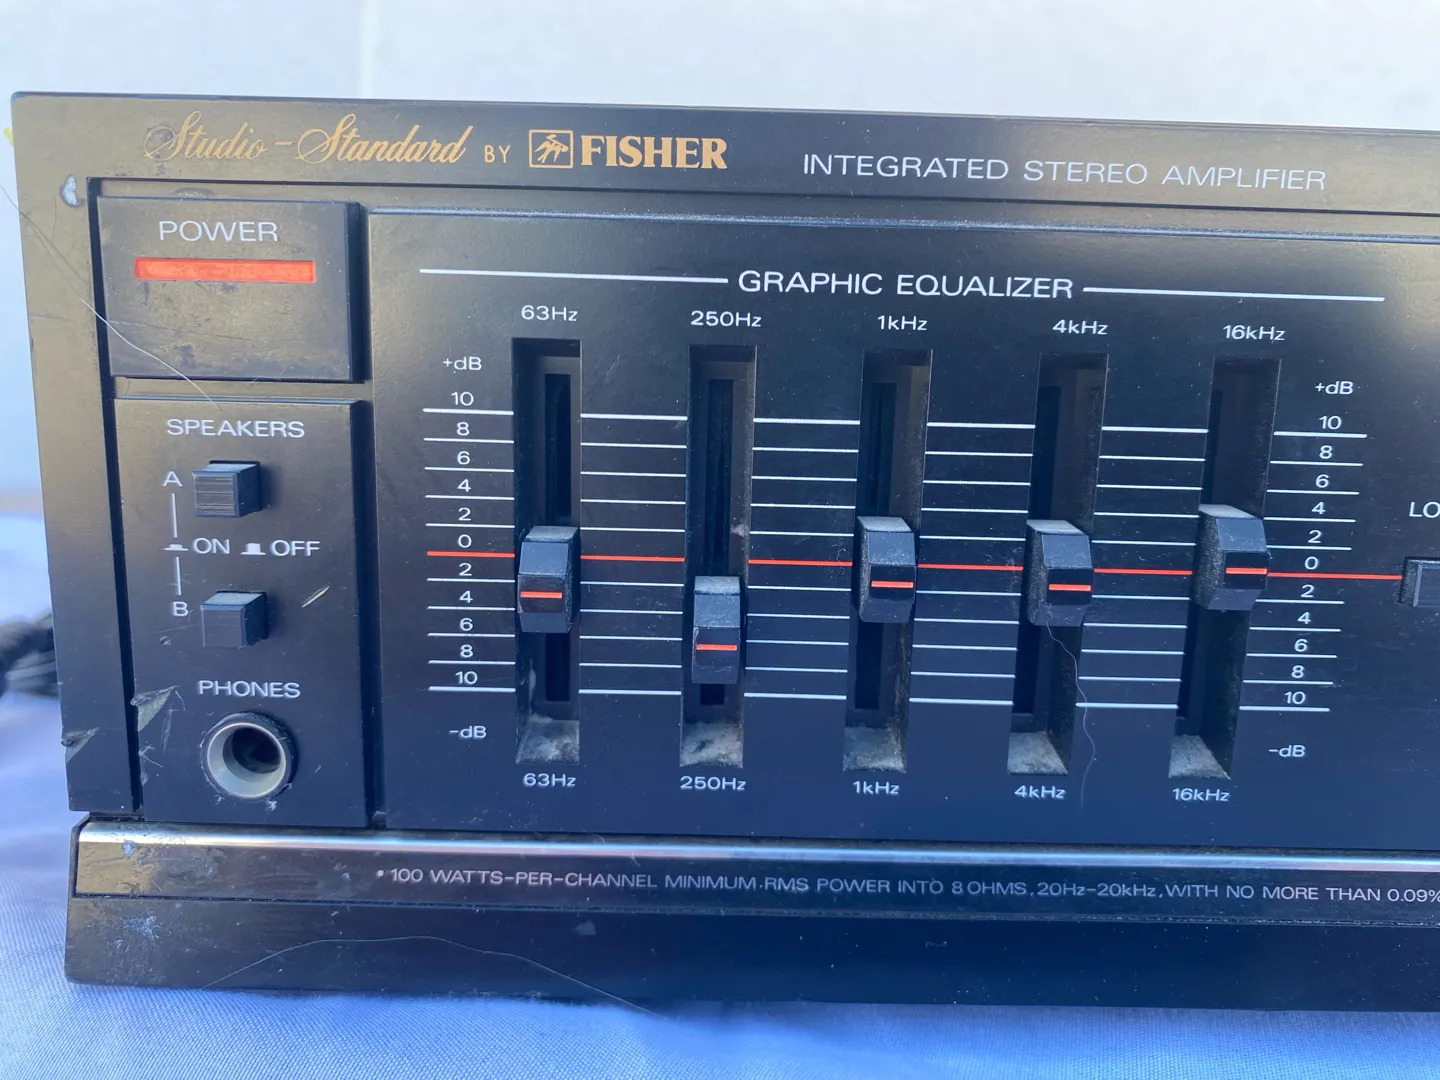 Studio-Standard BY FISHER
INTEGRATED STEREO AMPLIFIER
POWER
GRAPHIC EQUALIZER
63Hz 250Hz 1kHz 4kHz 16kHz
+dB +dB
10 10
8 8
6 6
4 4
2 2
0 0
2 2
4 4
6 6
8 8
10 10
-dB -dB
63Hz 250Hz 1kHz 4kHz 16kHz
SPEAKERS
A
ON OFF
B
PHONES
LO
• 100 WATTS-PER-CHANNEL MINIMUM RMS POWER INTO 8 OHMS, 20Hz-20kHz, WITH NO MORE THAN 0.09%